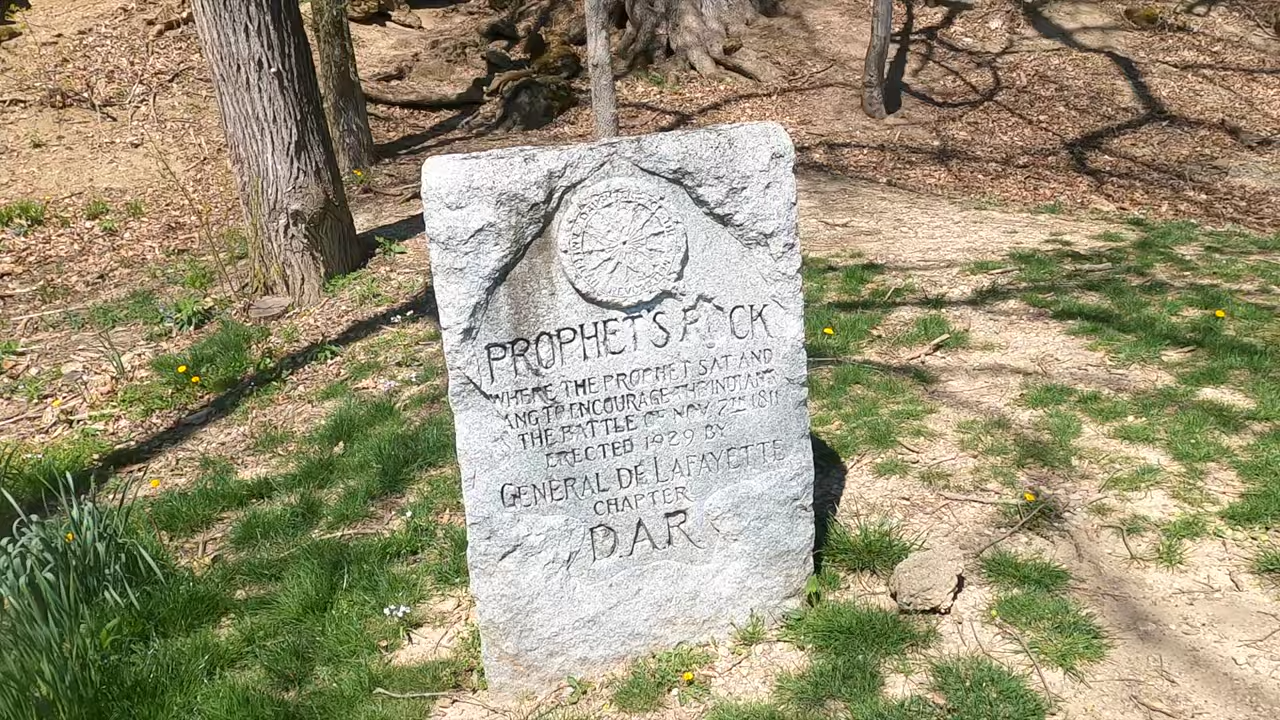 PROPHET'S ROCK
WHERE THE PROPHET SAT AND
SANG TO ENCOURAGE THE INDIANS
THE BATTLE OF NOV. 7TH 1811
ERECTED 1929 BY
GENERAL DE LAFAYETTE
CHAPTER
DAR